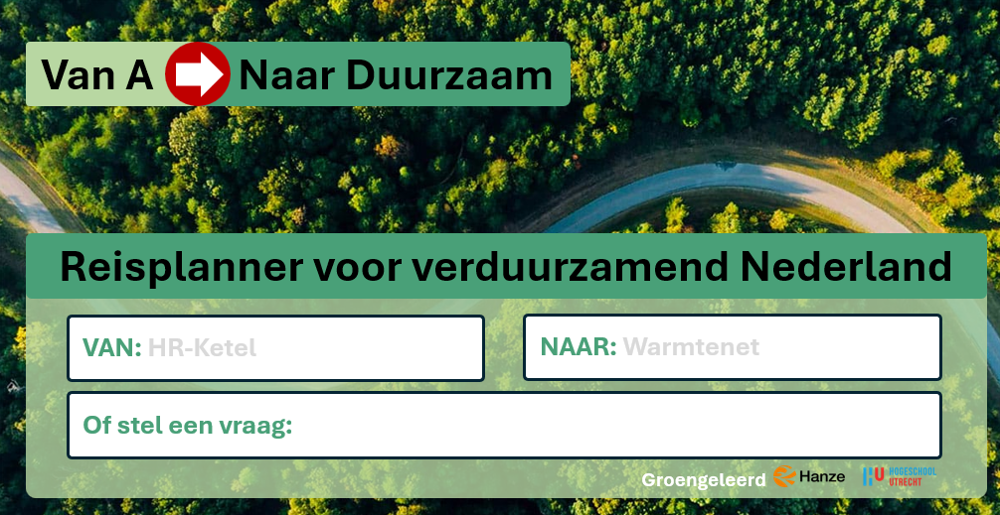 Van A Naar Duurzaam
Reisplanner voor verduurzamend Nederland
VAN: HR-Ketel
NAAR: Warmtenet
Of stel een vraag:
Groengeleerd Hanze HU HOGESCHOOL
UTRECHT